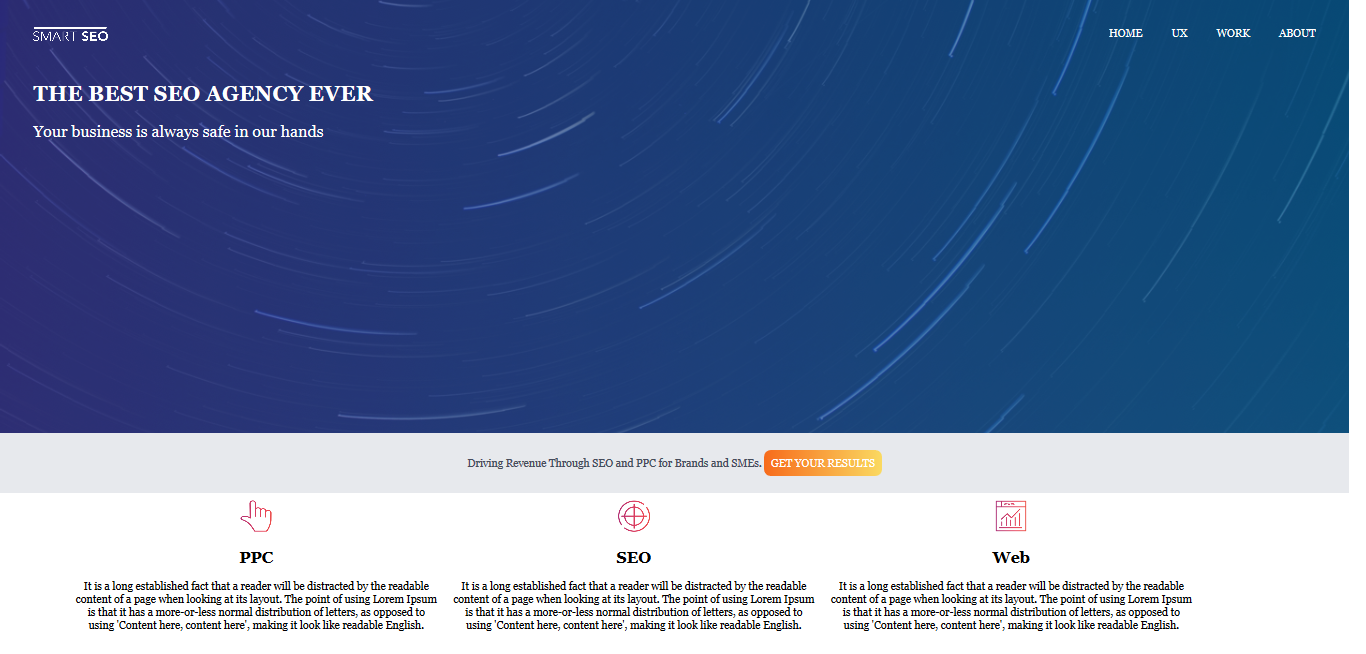 SMART SEO
HOME UX WORK ABOUT
THE BEST SEO AGENCY EVER
Your business is always safe in our hands
Driving Revenue Through SEO and PPC for Brands and SMEs. GET YOUR RESULTS
PPC
It is a long established fact that a reader will be distracted by the readable
content of a page when looking at its layout. The point of using Lorem Ipsum
is that it has a more-or-less normal distribution of letters, as opposed to
using 'Content here, content here', making it look like readable English.
SEO
It is a long established fact that a reader will be distracted by the readable
content of a page when looking at its layout. The point of using Lorem Ipsum
is that it has a more-or-less normal distribution of letters, as opposed to
using 'Content here, content here', making it look like readable English.
Web
It is a long established fact that a reader will be distracted by the readable
content of a page when looking at its layout. The point of using Lorem Ipsum
is that it has a more-or-less normal distribution of letters, as opposed to
using 'Content here, content here', making it look like readable English.